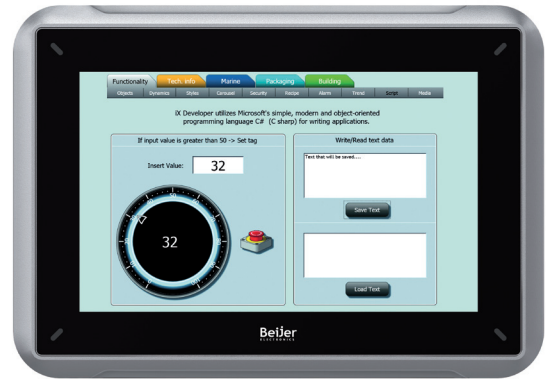 Functionality
Tech. info
Marine
Packaging
Building
Objects
Dynamics
Styles
Carousel
Security
Recipe
Alarm
Trend
Script
Media
iX Developer utilizes Microsoft's simple, modern and object-oriented
programming language C# (C sharp) for writing applications.
If input value is greater than 50 -> Set tag
Insert Value:
32
50
32
Write/Read text data
Text that will be saved....
Save Text
Load Text
Beijer
ELECTRONICS